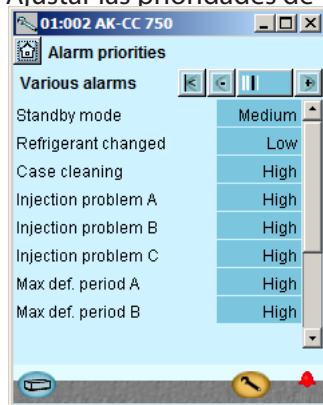 Ajustar las prioridades de
01:002 AK-CC 750
Alarm priorities
Various alarms
Standby mode Medium
Refrigerant changed Low
Case cleaning High
Injection problem A High
Injection problem B High
Injection problem C High
Max def. period A High
Max def. period B High